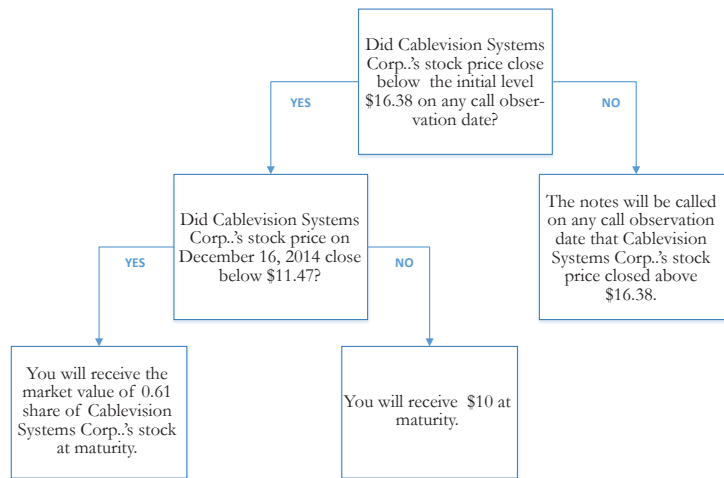 Did Cablevision Systems
Corp..'s stock price close
below the initial level
$16.38 on any call obser-
vation date?
YES
NO
Did Cablevision Systems
Corp..'s stock price on
December 16, 2014 close
below $11.47?
The notes will be called
on any call observation
date that Cablevision
Systems Corp..'s stock
price closed above
$16.38.
YES
NO
You will receive the
market value of 0.61
share of Cablevision
Systems Corp..'s stock
at maturity.
You will receive $10 at
maturity.